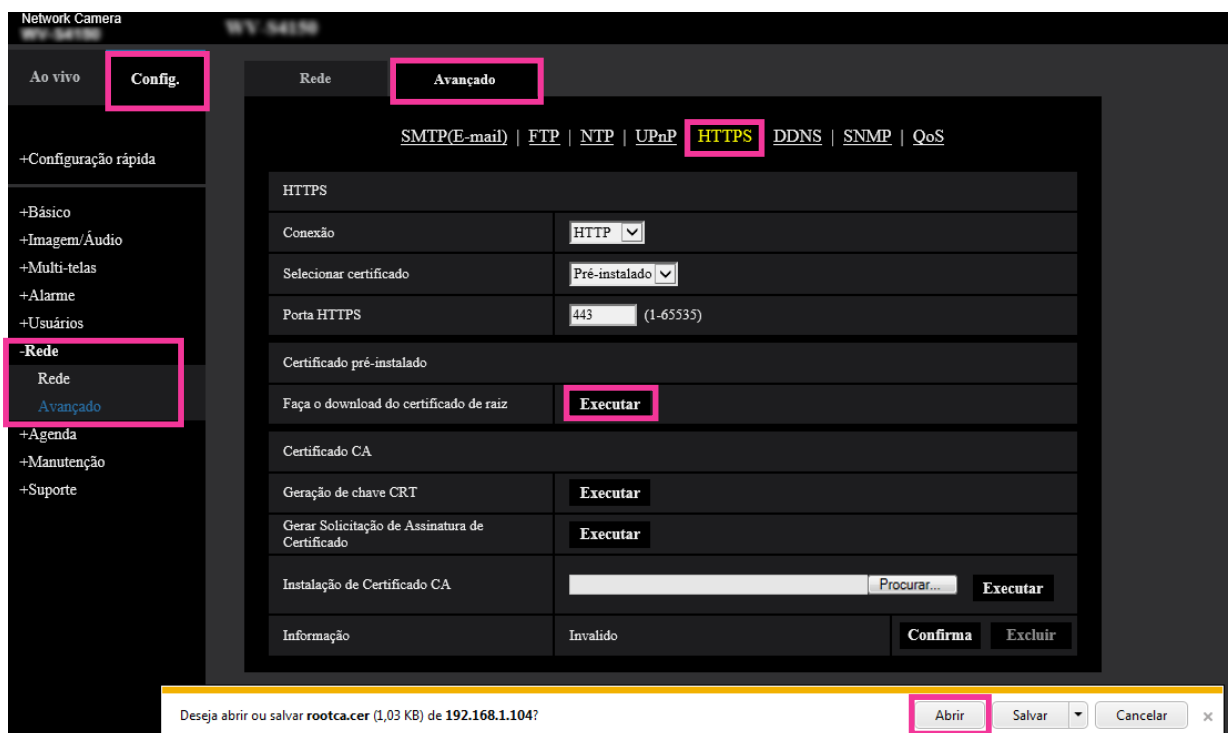 Network Camera
WV-S4150 WV-S4150
Ao vivo Config. Rede Avançado
SMTP(E-mail) | FTP | NTP | UPnP HTTPS DDNS | SNMP | QoS
+Configuração rápida
+Básico
+Imagem/Áudio
+Multi-telas
+Alarme
+Usuários
-Rede
Rede
Avançado
+Agenda
+Manutenção
+Suporte
HTTPS
Conexão HTTP
Selecionar certificado Pré-instalado
Porta HTTPS 443 (1-65535)
Certificado pré-instalado
Faça o download do certificado de raiz Executar
Certificado CA
Geração de chave CRT Executar
Gerar Solicitação de Assinatura de
Certificado Executar
Instalação de Certificado CA Procurar... Executar
Informação Invalido Confirma Excluir
Deseja abrir ou salvar rootca.cer (1,03 KB) de 192.168.1.104? Abrir Salvar Cancelar